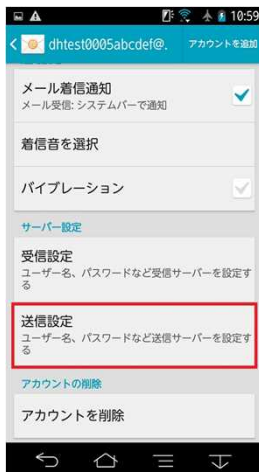 10:59
dhtest0005abcdef@. アカウントを追加
メール着信通知
メール受信: システムバーで通知
着信音を選択
バイブレーション
サーバー設定
受信設定
ユーザー名、パスワードなど受信サーバーを設定す
る
送信設定
ユーザー名、パスワードなど送信サーバーを設定す
る
アカウントの削除
アカウントを削除